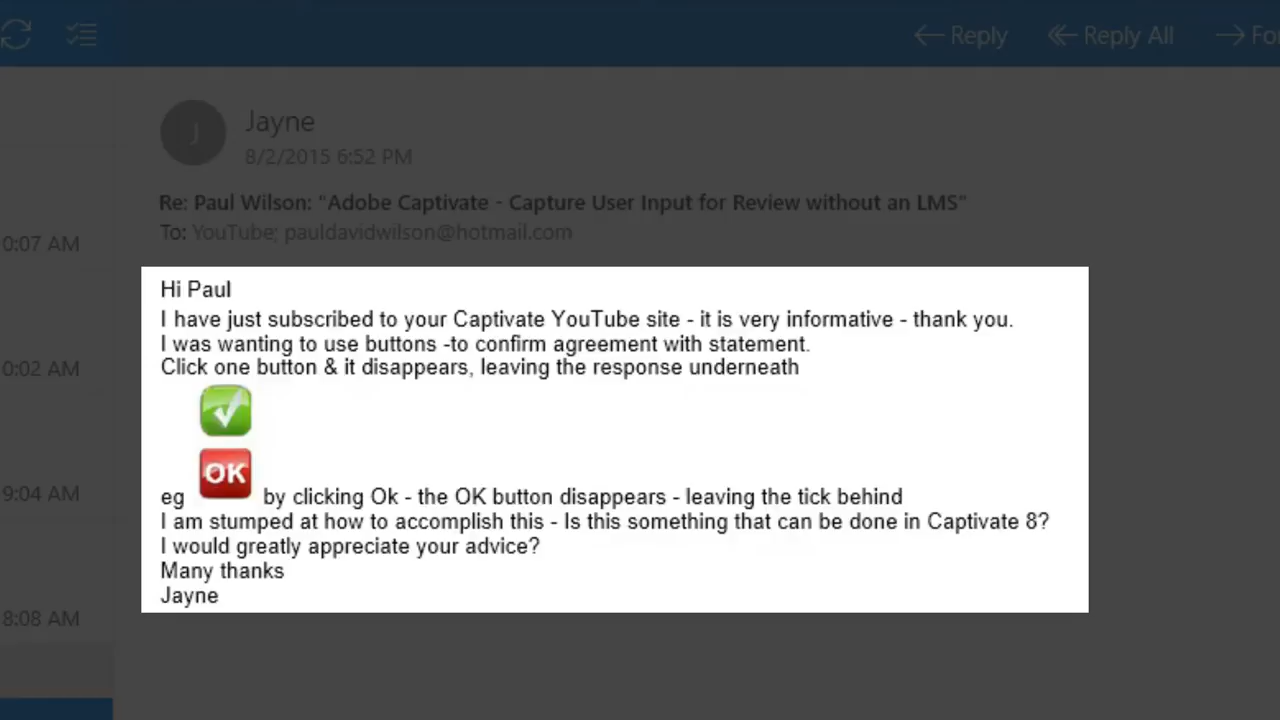 Reply
Reply All
Fo
J
Jayne
8/2/2015 6:52 PM
Re: Paul Wilson: "Adobe Captivate - Capture User Input for Review without an LMS"
To: YouTube; pauldavidwilson@hotmail.com
0:07 AM
0:02 AM
9:04 AM
8:08 AM
Hi Paul
I have just subscribed to your Captivate YouTube site - it is very informative - thank you.
I was wanting to use buttons -to confirm agreement with statement.
Click one button & it disappears, leaving the response underneath
OK
eg by clicking Ok - the OK button disappears - leaving the tick behind
I am stumped at how to accomplish this - Is this something that can be done in Captivate 8?
I would greatly appreciate your advice?
Many thanks
Jayne